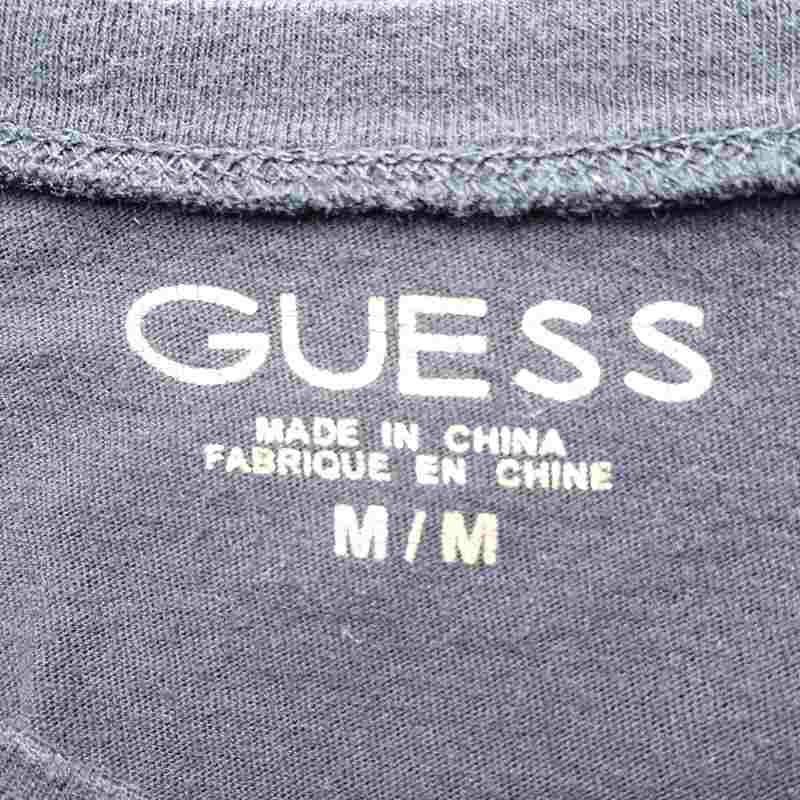 GUESS
MADE IN CHINA
FABRIQUE EN CHINE
M / M